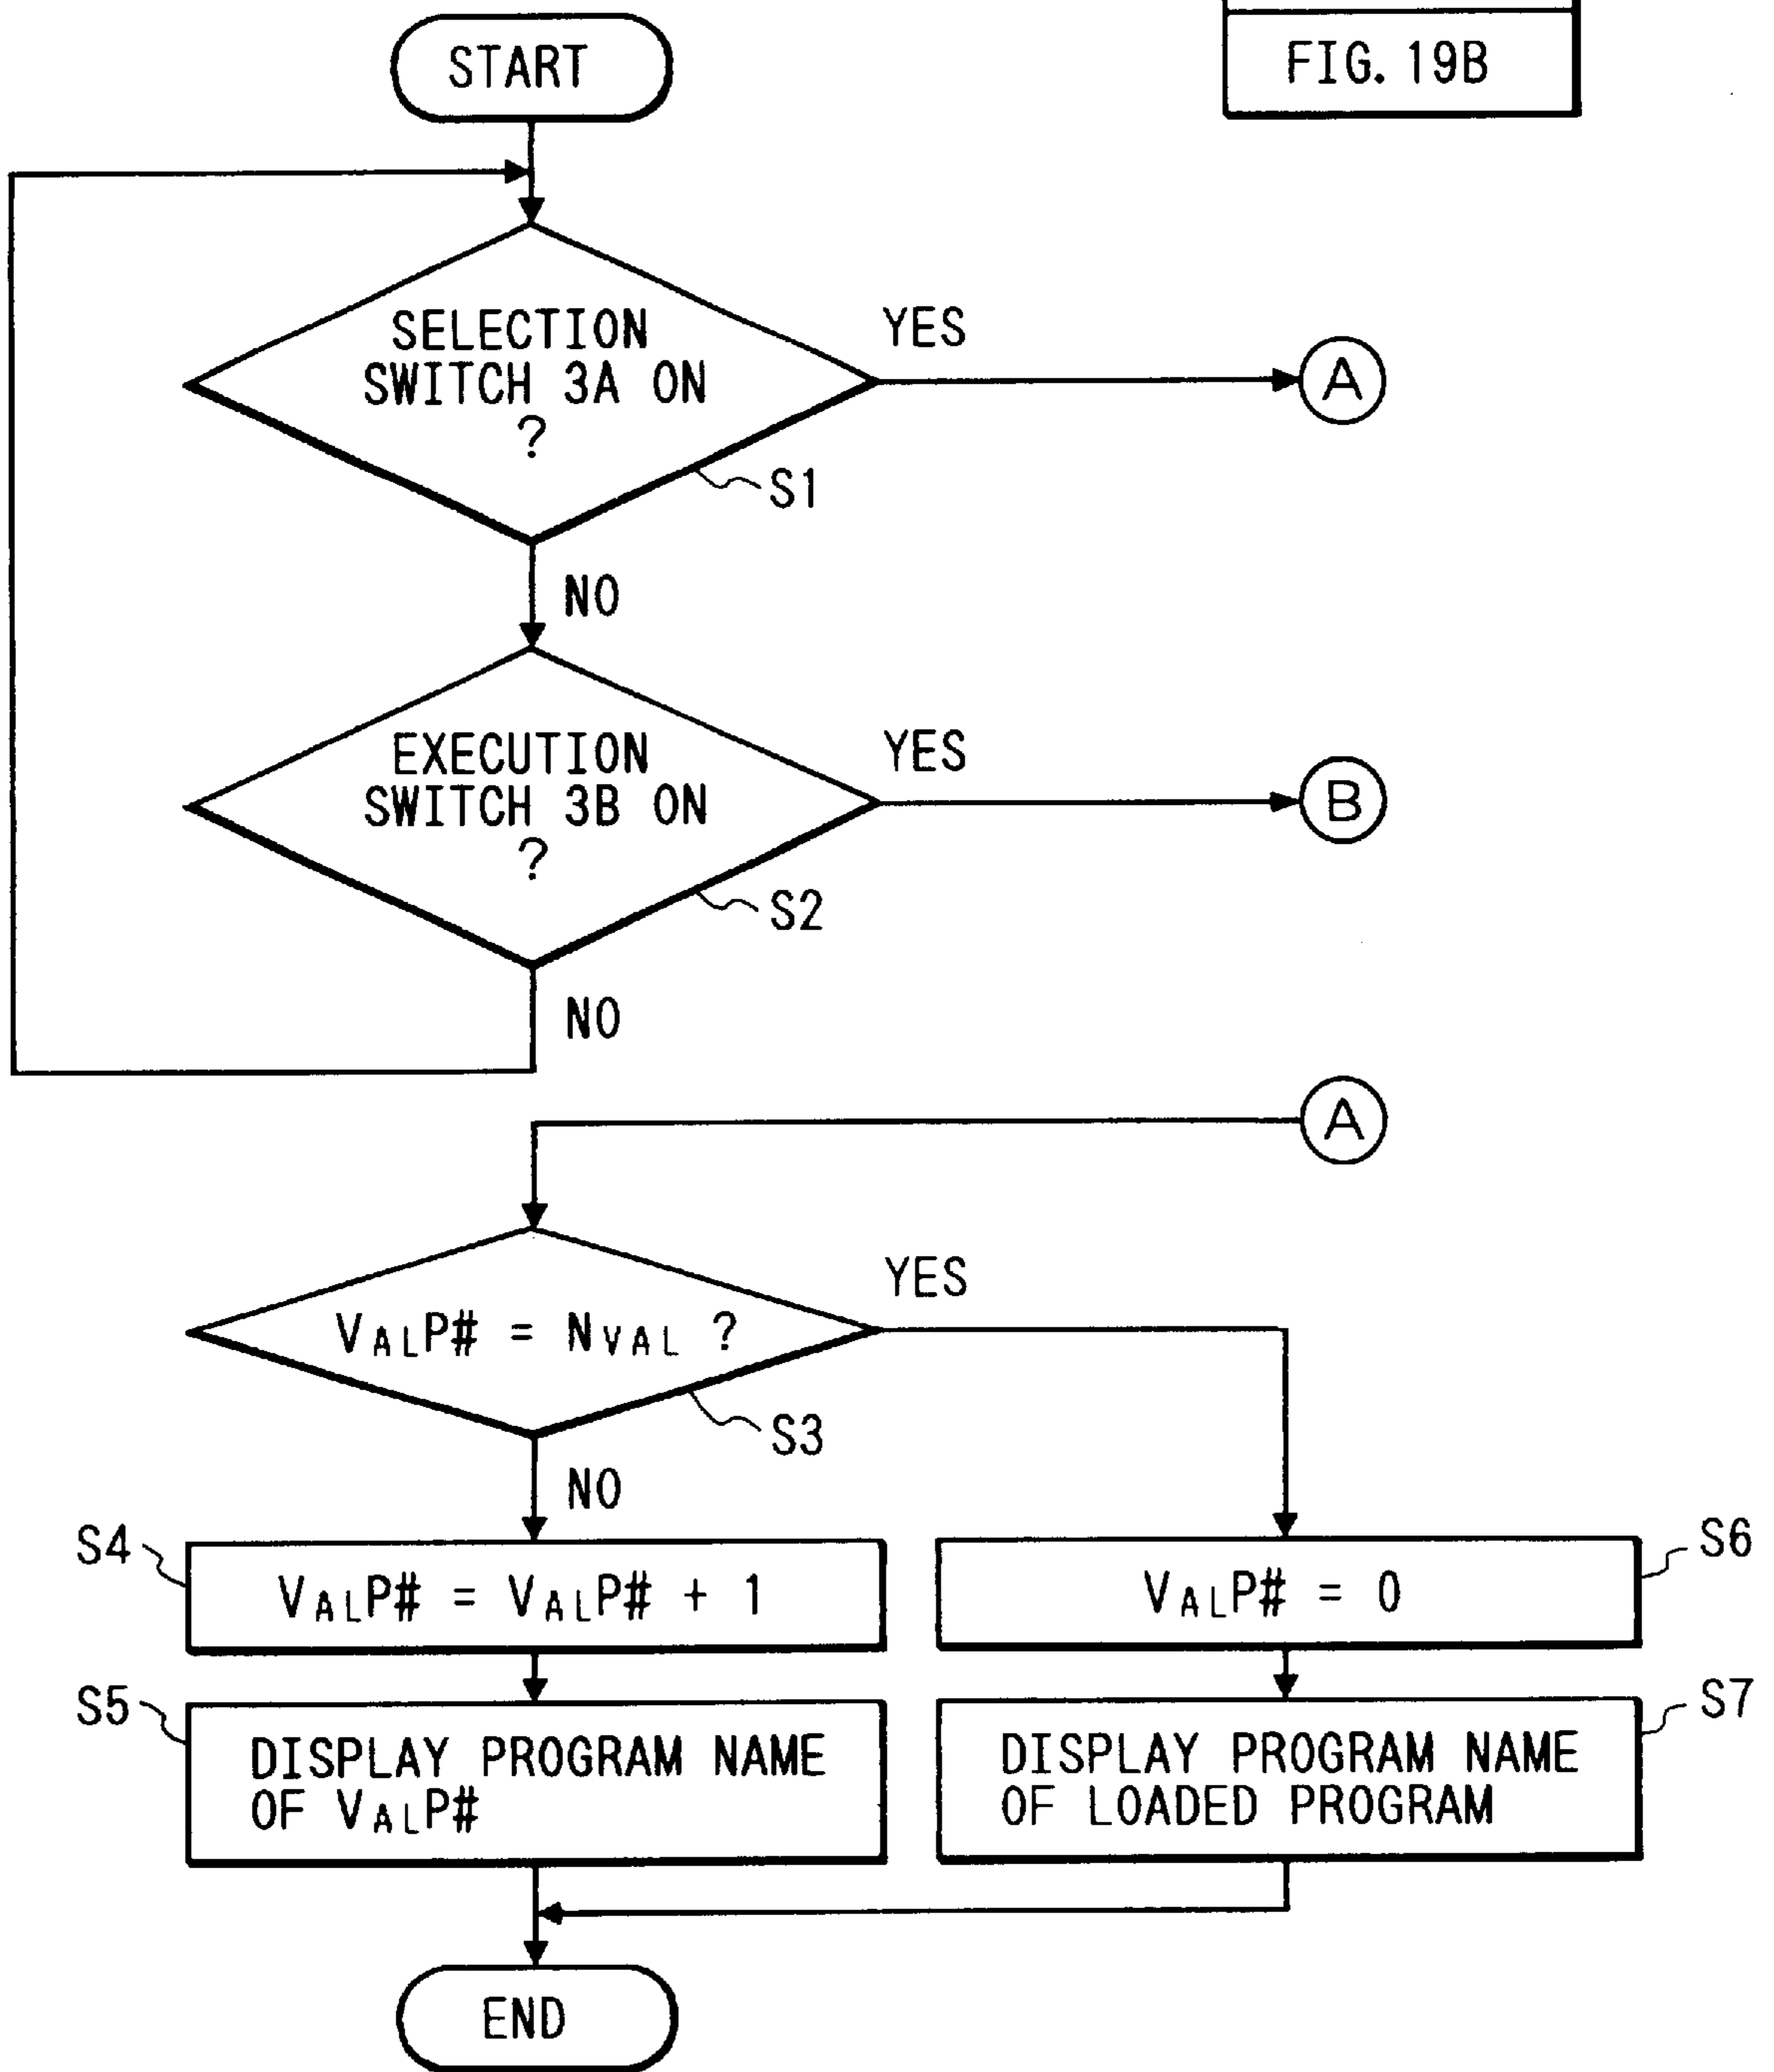 FIG. 19B
START
SELECTION
SWITCH 3A ON
?
YES
A
S1
NO
EXECUTION
SWITCH 3B ON
?
YES
B
S2
NO
A
VALP# = NVAL ?
YES
S3
NO
S4
VALP# = VALP# + 1
S6
VALP# = 0
S5
DISPLAY PROGRAM NAME
OF VALP#
S7
DISPLAY PROGRAM NAME
OF LOADED PROGRAM
END